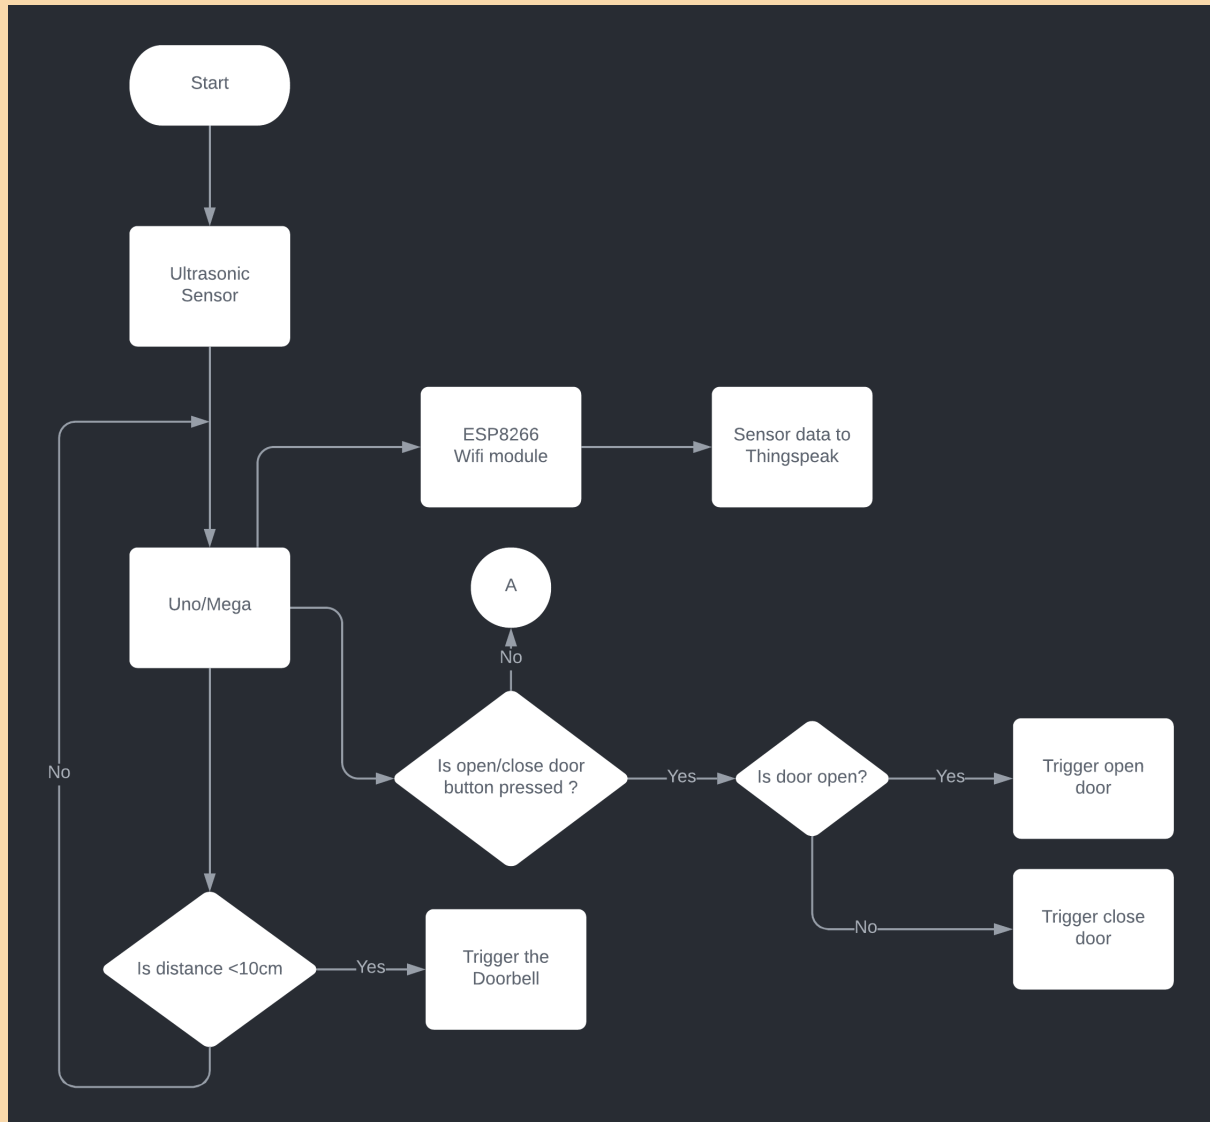 Start
Ultrasonic
Sensor
ESP8266
Wifi module
Sensor data to
Thingspeak
Uno/Mega
A
No
Is open/close door
button pressed ?
Yes
Is door open?
Yes
Trigger open
door
No
Trigger close
door
No
Is distance <10cm
Yes
Trigger the
Doorbell